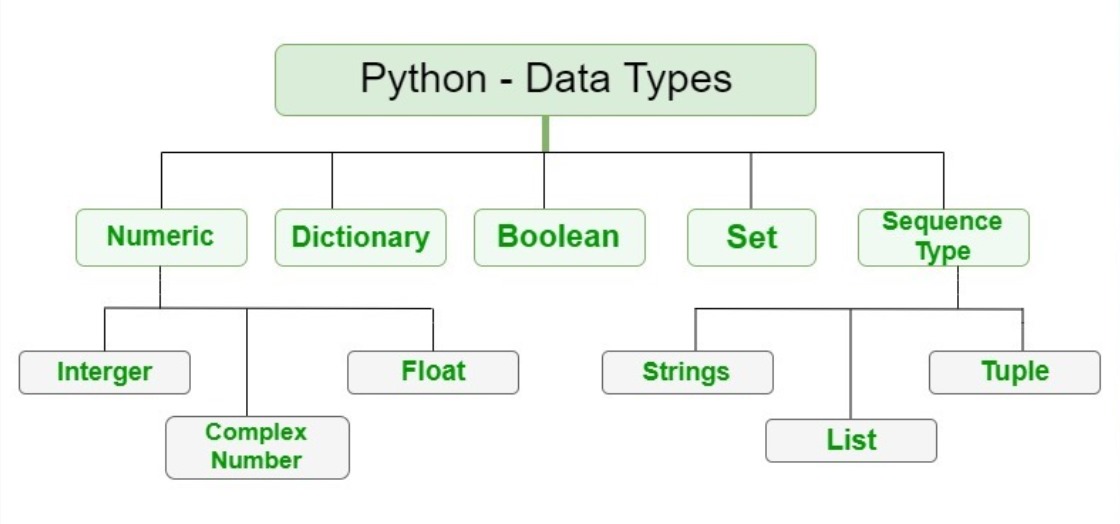 Python - Data Types
Numeric
Dictionary
Boolean
Set
Sequence
Type
Interger
Complex
Number
Float
Strings
List
Tuple